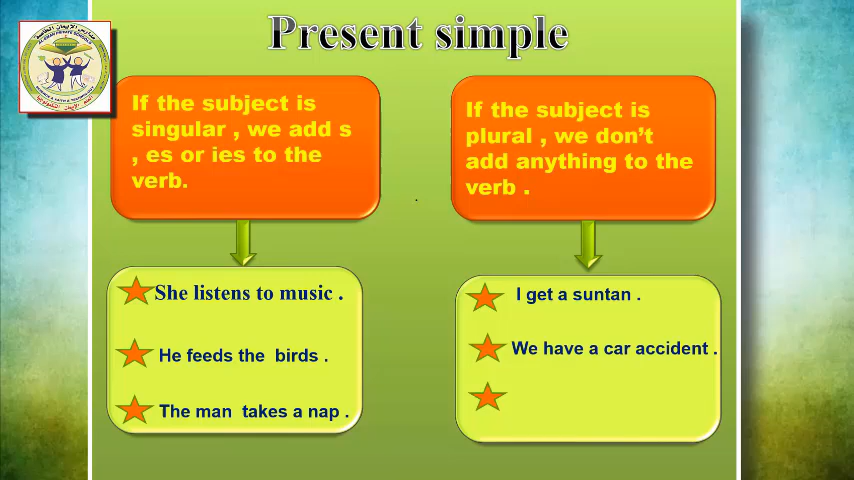 Present simple
If the subject is
singular , we add s
, es or ies to the
verb.
If the subject is
plural , we don't
add anything to the
verb .
She listens to music .
He feeds the birds .
The man takes a nap .
I get a suntan .
We have a car accident .